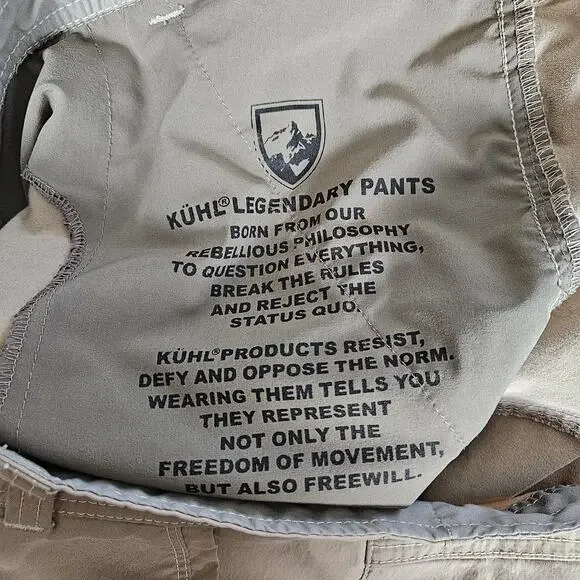 KÜHL® LEGENDARY PANTS
BORN FROM OUR
REBELLIOUS PHILOSOPHY
TO QUESTION EVERYTHING,
BREAK THE RULES
AND REJECT THE
STATUS QUO.
KÜHL® PRODUCTS RESIST,
DEFY AND OPPOSE THE NORM.
WEARING THEM TELLS YOU
THEY REPRESENT
NOT ONLY THE
FREEDOM OF MOVEMENT,
BUT ALSO FREEWILL.